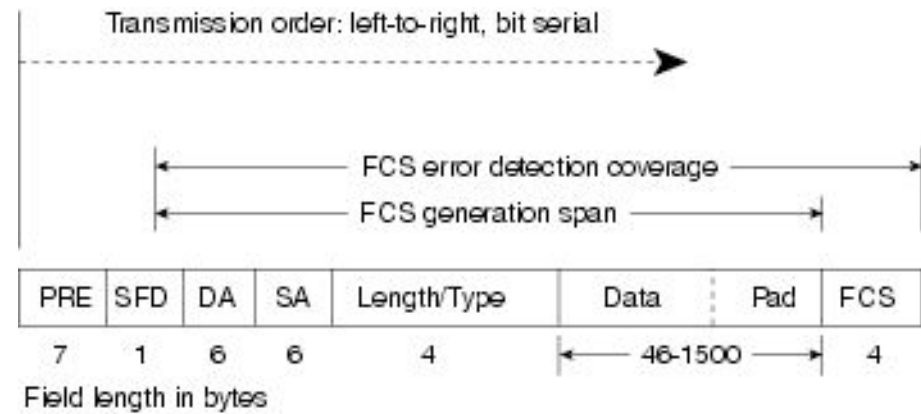 Transmission order: left-to-right, bit serial
FCS error detection coverage
FCS generation span
PRE SFD DA SA Length/Type Data Pad FCS
7 1 6 6 4 46-1500 4
Field length in bytes